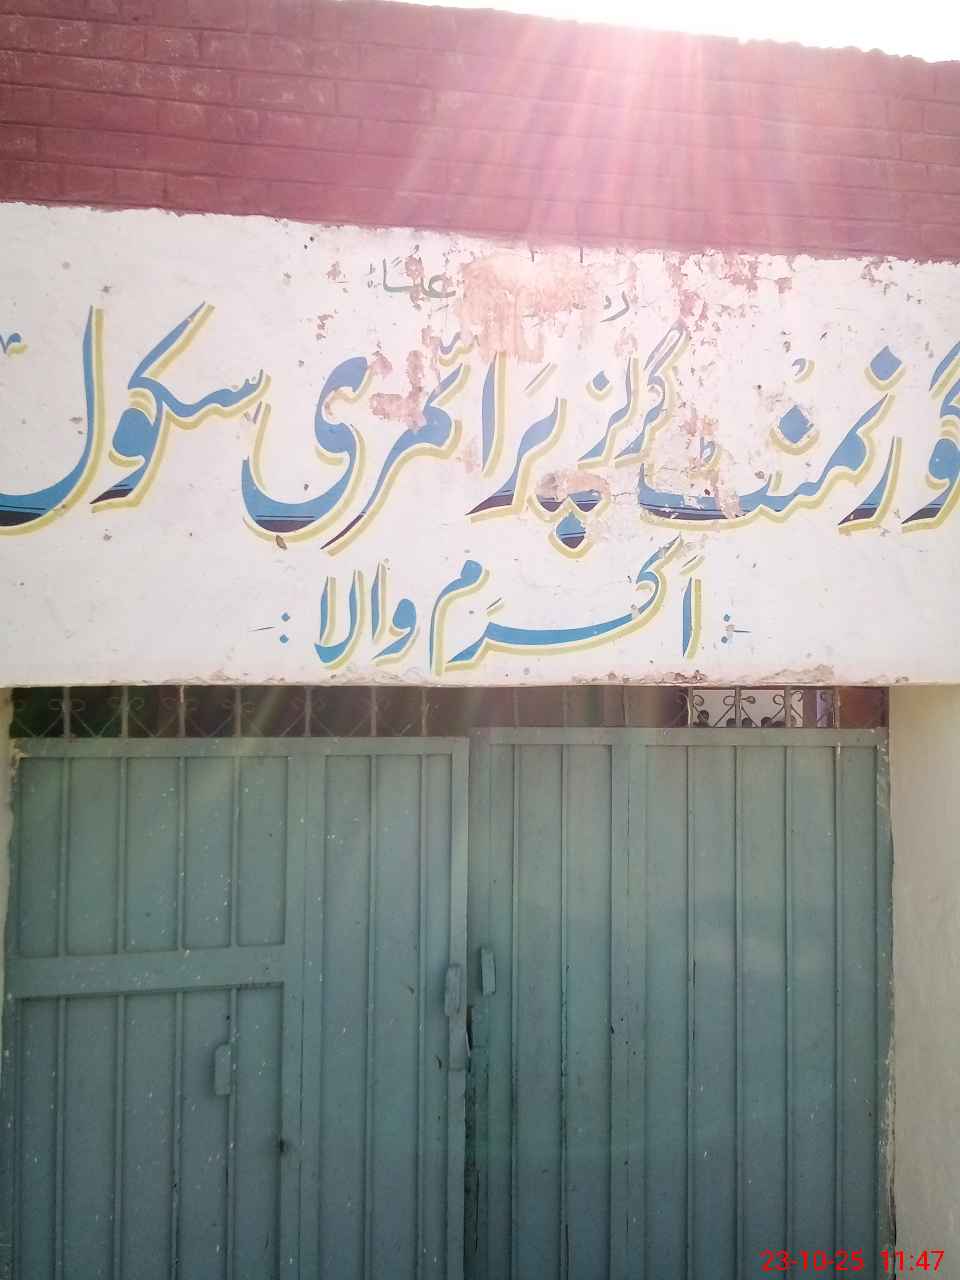 گورنمنٹ گرلز پرائمری سکول
اکرم والا
23-10-25 11:47